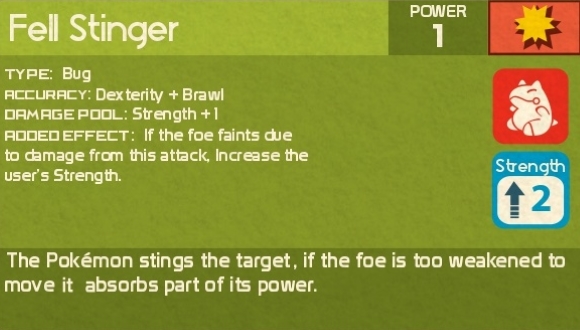 Fell Stinger
POWER
1
TYPE: Bug
ACCURACY: Dexterity + Brawl
DAMAGE POOL: Strength +1
ADDED EFFECT: If the foe faints due
to damage from this attack, Increase the
user's Strength.
Strength
2
The Pokémon stings the target, if the foe is too weakened to
move it absorbs part of its power.